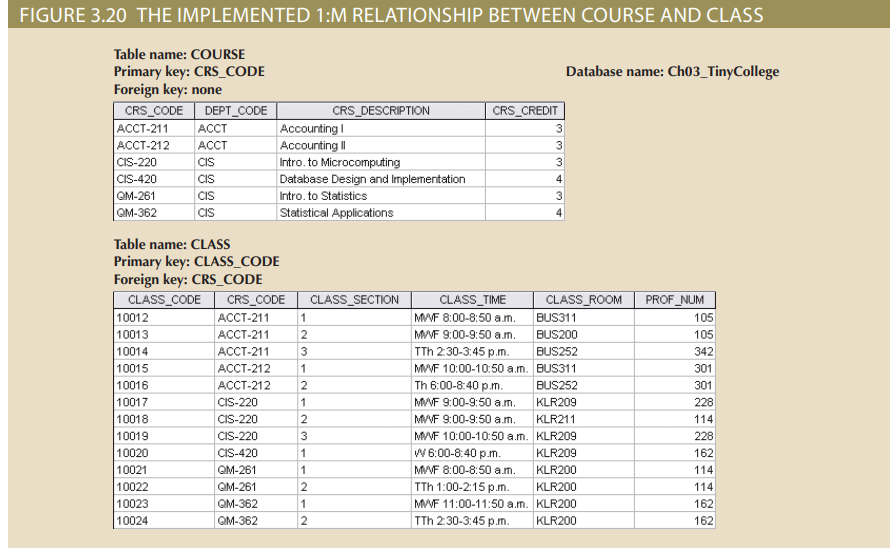 FIGURE 3.20 THE IMPLEMENTED 1:M RELATIONSHIP BETWEEN COURSE AND CLASS
Table name: COURSE
Primary key: CRS_CODE Database name: Ch03_TinyCollege
Foreign key: none
CRS_CODE DEPT_CODE CRS_DESCRIPTION CRS_CREDIT
ACCT-211 ACCT Accounting I 3
ACCT-212 ACCT Accounting II 3
CIS-220 CIS Intro. to Microcomputing 3
CIS-420 CIS Database Design and Implementation 4
QM-261 CIS Intro. to Statistics 3
QM-362 CIS Statistical Applications 4
Table name: CLASS
Primary key: CLASS_CODE
Foreign key: CRS_CODE
CLASS_CODE CRS_CODE CLASS_SECTION CLASS_TIME CLASS_ROOM PROF_NUM
10012 ACCT-211 1 MWF 8:00-8:50 a.m. BUS311 105
10013 ACCT-211 2 MWF 9:00-9:50 a.m. BUS200 105
10014 ACCT-211 3 TTh 2:30-3:45 p.m. BUS252 342
10015 ACCT-212 1 MWF 10:00-10:50 a.m. BUS311 301
10016 ACCT-212 2 Th 6:00-8:40 p.m. BUS252 301
10017 CIS-220 1 MWF 9:00-9:50 a.m. KLR209 228
10018 CIS-220 2 MWF 9:00-9:50 a.m. KLR211 114
10019 CIS-220 3 MWF 10:00-10:50 a.m. KLR209 228
10020 CIS-420 1 W 6:00-8:40 p.m. KLR209 162
10021 QM-261 1 MWF 8:00-8:50 a.m. KLR200 114
10022 QM-261 2 TTh 1:00-2:15 p.m. KLR200 114
10023 QM-362 1 MWF 11:00-11:50 a.m. KLR200 162
10024 QM-362 2 TTh 2:30-3:45 p.m. KLR200 162